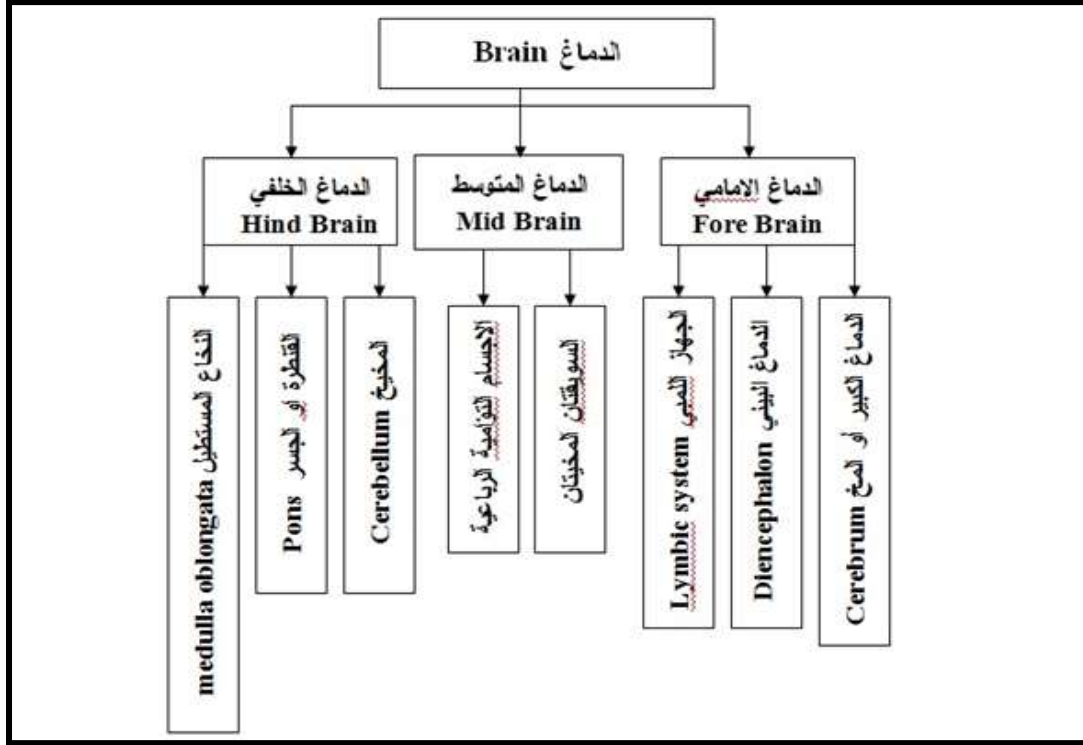 الدماغ Brain
الدماغ الامامي
Fore Brain
الدماغ المتوسط
Mid Brain
الدماغ الخلفي
Hind Brain
الدماغ الكبير أو المخ Cerebrum
الدماغ البيني Diencephalon
الجهاز اللمبي Lymbic system
السويقتان المخيتان
الاجسام التؤامية الرباعية
المخيخ Cerebellum
القنطرة او الجسر Pons
النخاع المستطيل medulla oblongata